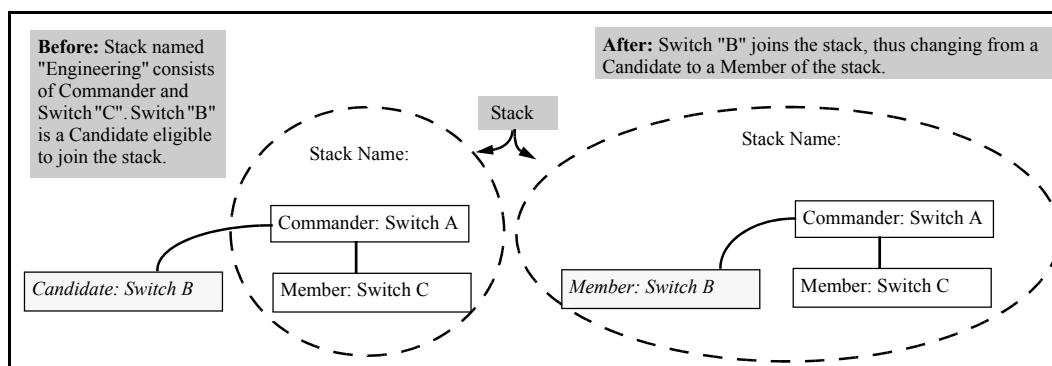 Before: Stack named
"Engineering" consists
of Commander and
Switch "C". Switch "B"
is a Candidate eligible
to join the stack.
After: Switch "B" joins the stack, thus changing from a
Candidate to a Member of the stack.
Stack
Stack Name:
Stack Name:
Commander: Switch A
Candidate: Switch B
Member: Switch C
Commander: Switch A
Member: Switch B
Member: Switch C